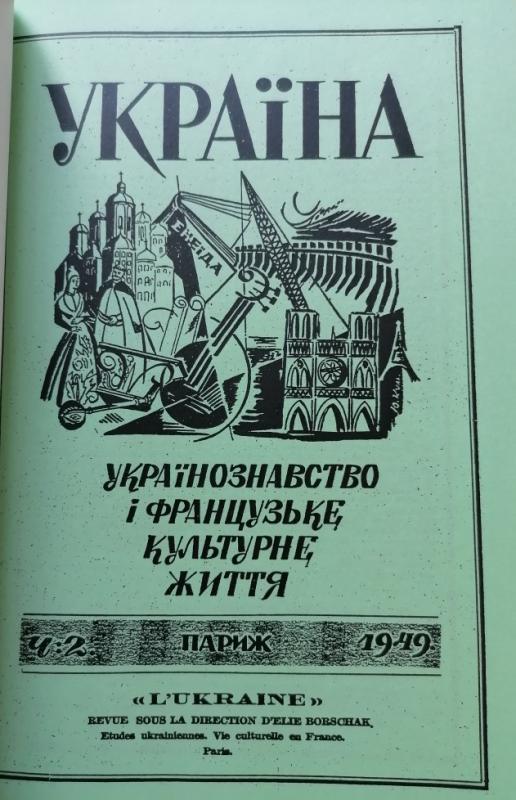 УКРАЇНА
ЕНЕЇДА
УКРАЇНОЗНАВСТВО
І ФРАНЦУЗЬКЕ
КУЛЬТУРНЕ
ЖИТТЯ
Ч:2.
ПАРИЖ
1949.
«L'UKRAINE»
REVUE SOUS LA DIRECTION D'ELIE BORSCHAK.
Etudes ukrainiennes. Vie culturelle en France.
Paris.